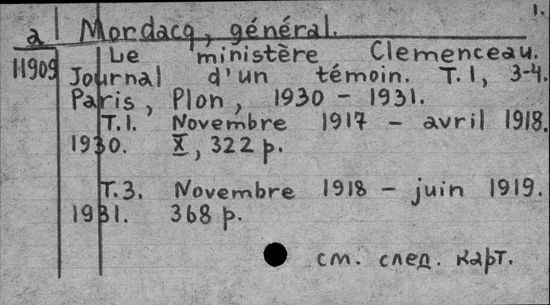 1.
a Mordacq, général.
11909 Le ministère Clemenceau.
Journal d'un témoin. T.1, 3-4.
Paris, Plon, 1930 - 1931.
T.1. Novembre 1917 - avril 1918.
1930. X, 322 p.
T.3. Novembre 1918 - juin 1919.
1931. 368 p.
см. след. карт.